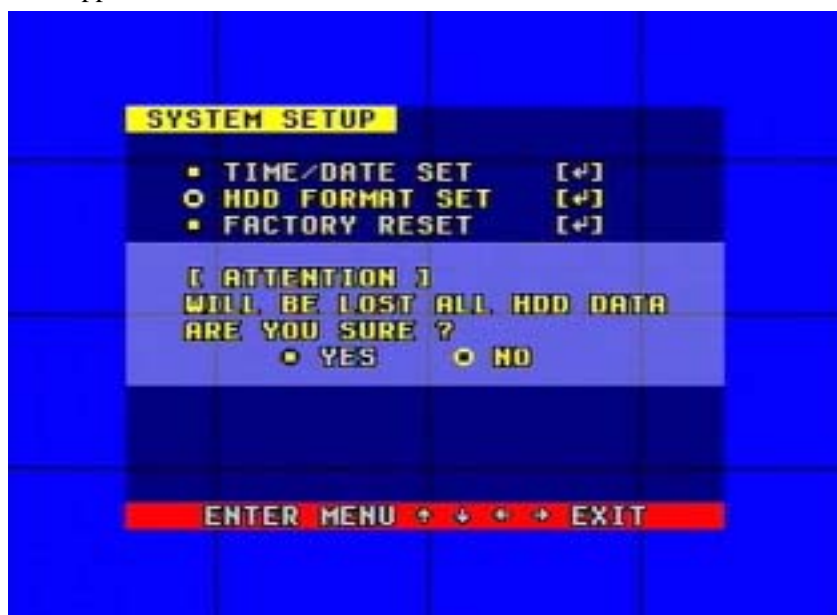 SYSTEM SETUP
TIME/DATE SET [↵]
HDD FORMAT SET [↵]
FACTORY RESET [↵]
[ ATTENTION ]
WILL BE LOST ALL HDD DATA
ARE YOU SURE ?
YES NO
ENTER MENU ↑ ↓ ← → EXIT